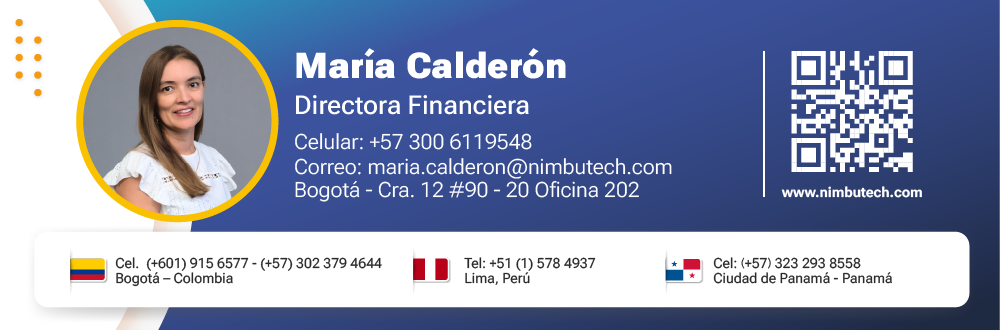 María Calderón
Directora Financiera
Celular: +57 300 6119548
Correo: maria.calderon@nimbutech.com
Bogotá - Cra. 12 #90 - 20 Oficina 202
www.nimbutech.com
Cel. (+601) 915 6577 - (+57) 302 379 4644
Bogotá – Colombia
Tel: +51 (1) 578 4937
Lima, Perú
Cel: (+57) 323 293 8558
Ciudad de Panamá - Panamá